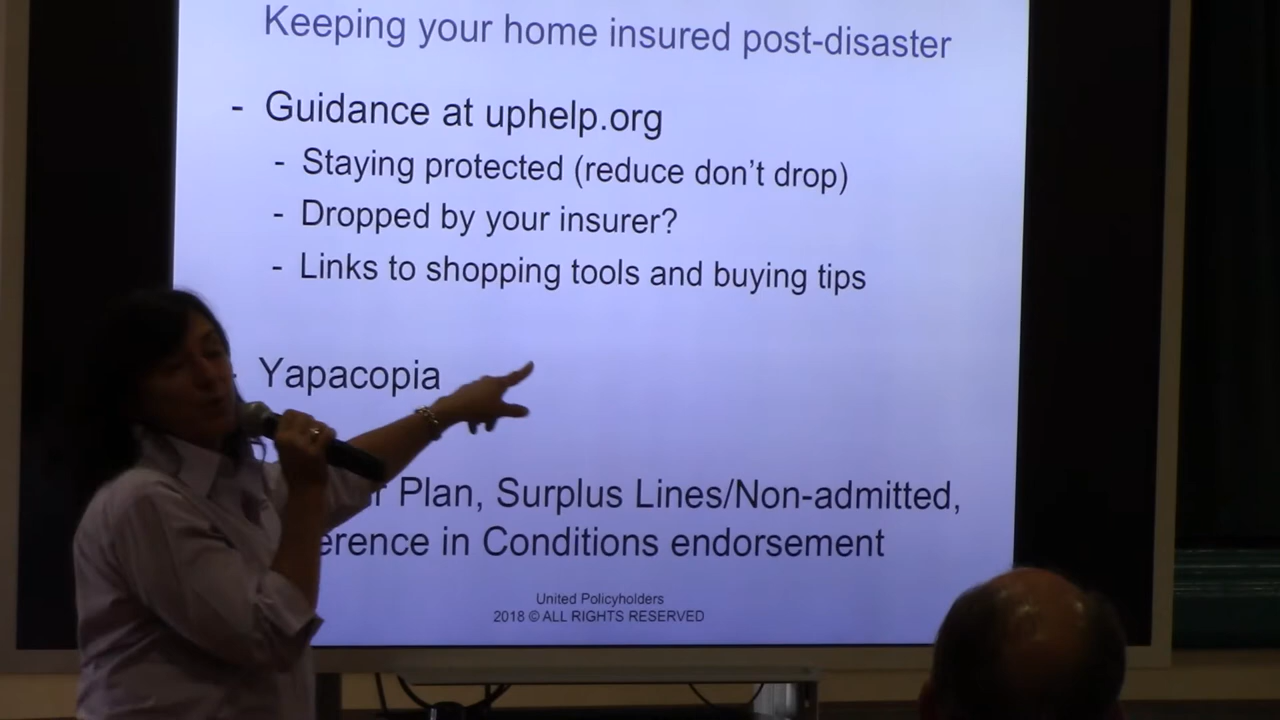 Keeping your home insured post-disaster
- Guidance at uphelp.org
- Staying protected (reduce don't drop)
- Dropped by your insurer?
- Links to shopping tools and buying tips
Yapacopia
Plan, Surplus Lines/Non-admitted,
in Conditions endorsement
United Policyholders
2018 © ALL RIGHTS RESERVED